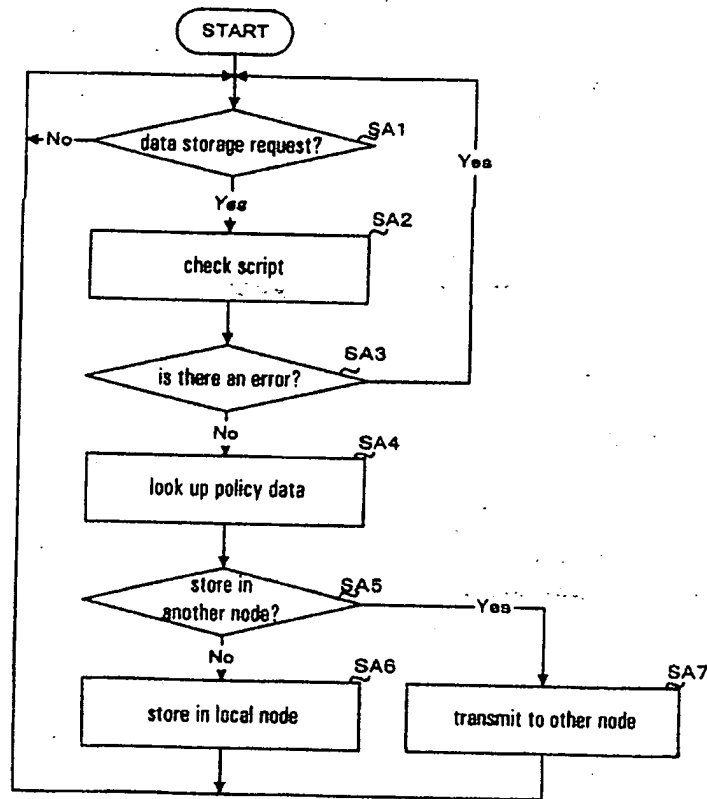 START
data storage request?
SA1
No
Yes
Yes
SA2
check script
SA3
is there an error?
No
SA4
look up policy data
SA5
store in
another node?
Yes
No
SA6
store in local node
SA7
transmit to other node